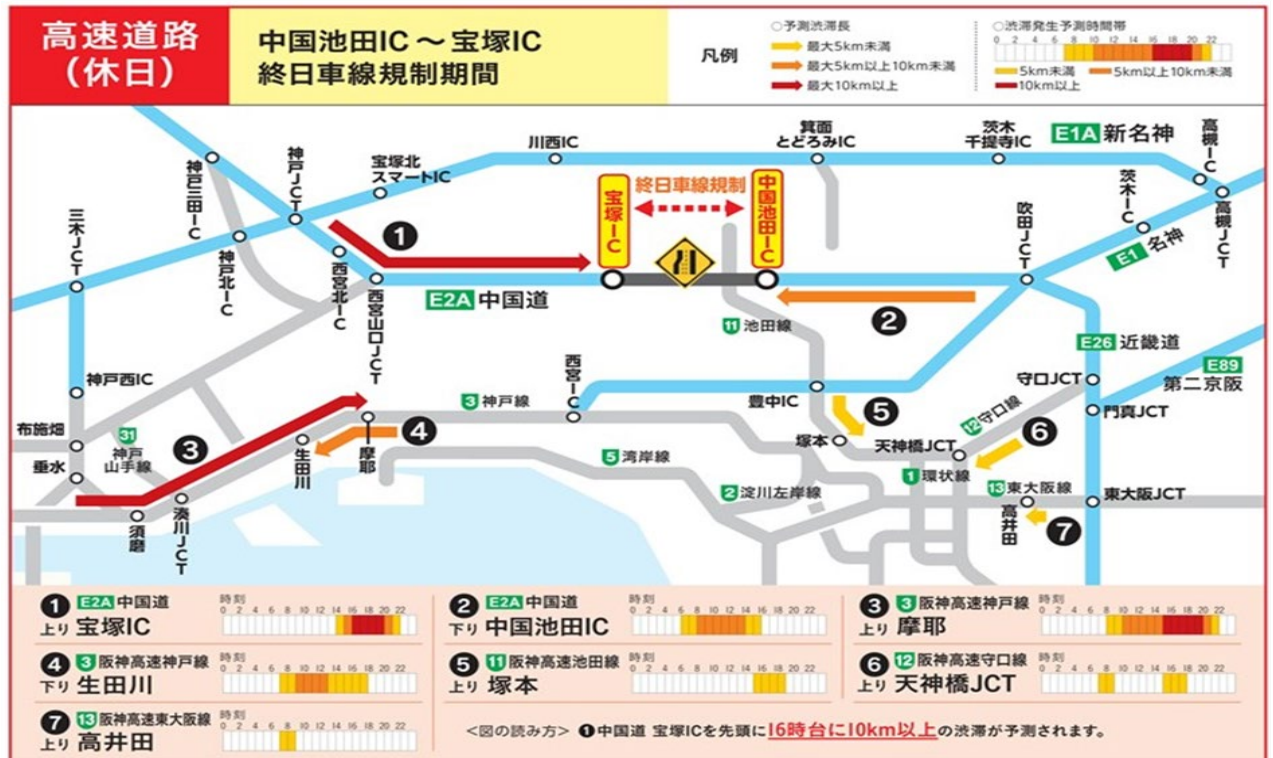 高速道路
(休日)
中国池田IC～宝塚IC
終日車線規制期間
凡例
○予測渋滞長
最大5km未満
最大5km以上10km未満
最大10km以上
○渋滞発生予測時間帯
0 2 4 6 8 10 12 14 16 18 20 22
5km未満
5km以上10km未満
10km以上
神戸三田IC
神戸JCT
宝塚北
スマートIC
川西IC
箕面
とどろみIC
茨木
千提寺IC
E1A 新名神
高槻IC
高槻JCT
茨木IC
E1 名神
吹田JCT
三木JCT
神戸北IC
西宮北IC
西宮山口JCT
1
宝塚IC
終日車線規制
中国池田IC
E2A 中国道
2
11 池田線
E26 近畿道
E89
第二京阪
神戸西IC
西宮IC
3 神戸線
豊中IC
守口JCT
門真JCT
布施畑
31
神戸
山手線
垂水
3
摩耶
4
生田川
5
塚本
天神橋JCT
12 守口線
6
5 湾岸線
1 環状線
2 淀川左岸線
13 東大阪線
東大阪JCT
高井田
7
須磨
湊川JCT
1 E2A 中国道
上り 宝塚IC
時刻
0 2 4 6 8 10 12 14 16 18 20 22
2 E2A 中国道
下り 中国池田IC
時刻
0 2 4 6 8 10 12 14 16 18 20 22
3 3 阪神高速神戸線
上り 摩耶
時刻
0 2 4 6 8 10 12 14 16 18 20 22
4 3 阪神高速神戸線
下り 生田川
時刻
0 2 4 6 8 10 12 14 16 18 20 22
5 11 阪神高速池田線
上り 塚本
時刻
0 2 4 6 8 10 12 14 16 18 20 22
6 12 阪神高速守口線
上り 天神橋JCT
時刻
0 2 4 6 8 10 12 14 16 18 20 22
7 13 阪神高速東大阪線
上り 高井田
時刻
0 2 4 6 8 10 12 14 16 18 20 22
<図の読み方> 1中国道 宝塚ICを先頭に16時台に10km以上の渋滞が予測されます。